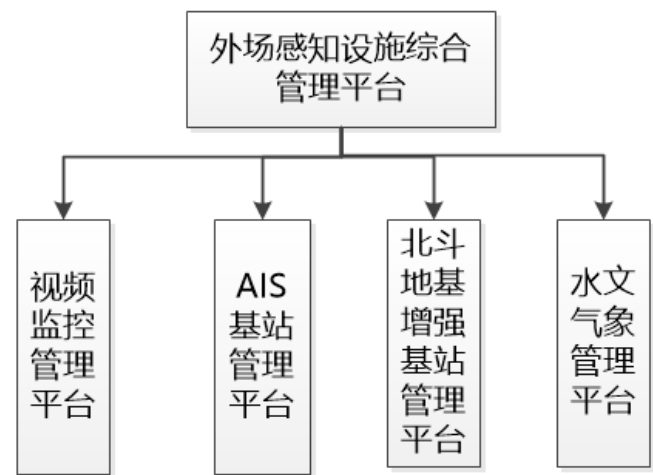 外场感知设施综合
管理平台
视频
监控
管理
平台
AIS
基站
管理
平台
北斗
地基
增强
基站
管理
平台
水文
气象
管理
平台